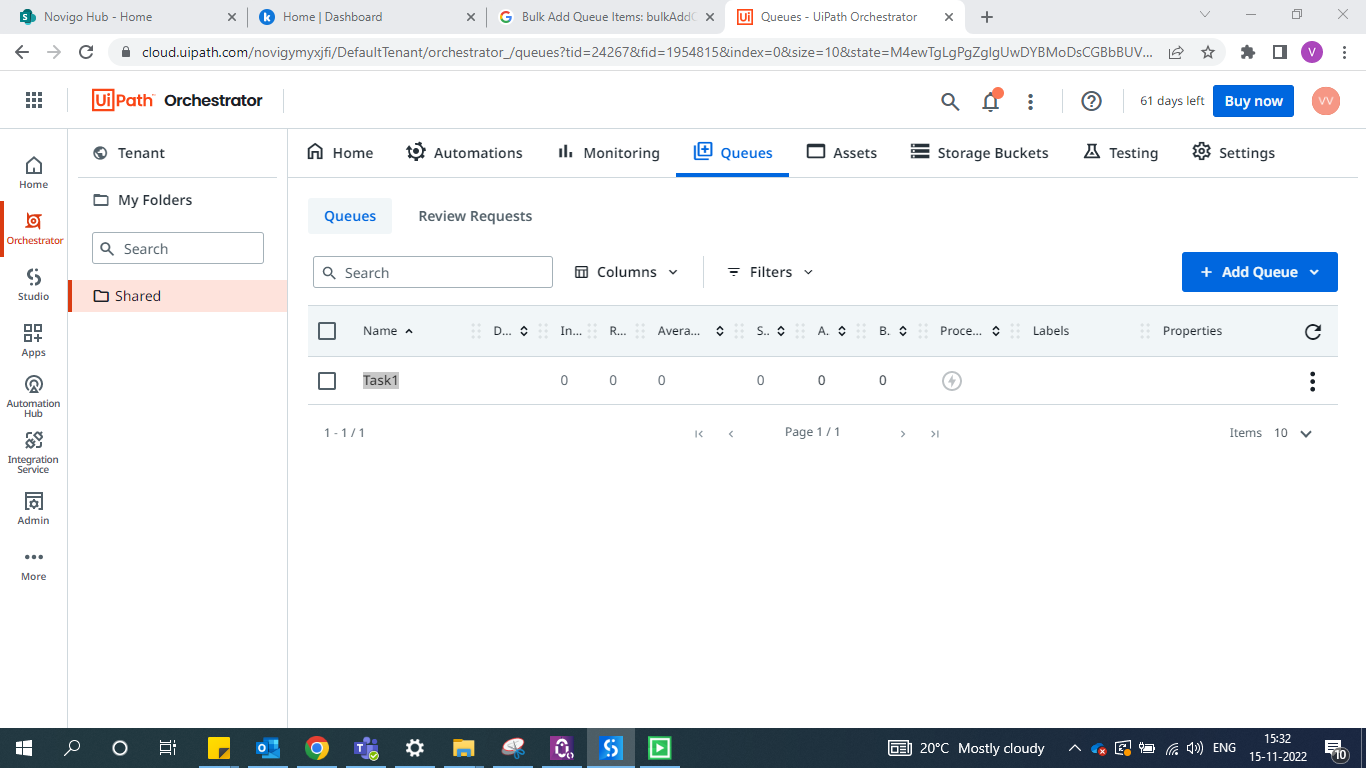 Novigo Hub - Home
Home | Dashboard
Bulk Add Queue Items: bulkAddQ
Queues - UiPath Orchestrator
cloud.uipath.com/novigymyxjfi/DefaultTenant/orchestrator_/queues?tid=24267&fid=1954815&index=0&size=10&state=M4ewTgLgPgZglgUwDYBMoDsCGBbBUV...
V
Ui Path™ Orchestrator
61 days left
Buy now
VV
Home
Orchestrator
Studio
Apps
Automation Hub
Integration Service
Admin
More
Tenant
My Folders
Search
Shared
Home Automations Monitoring Queues Assets Storage Buckets Testing Settings
Queues Review Requests
Search Columns Filters + Add Queue
Name D... In... R... Avera... S.. A. B. Proce... Labels Properties
Task1 0 0 0 0 0 0
1 - 1 / 1 Page 1 / 1 Items 10
20°C Mostly cloudy ENG
15:32
15-11-2022
10